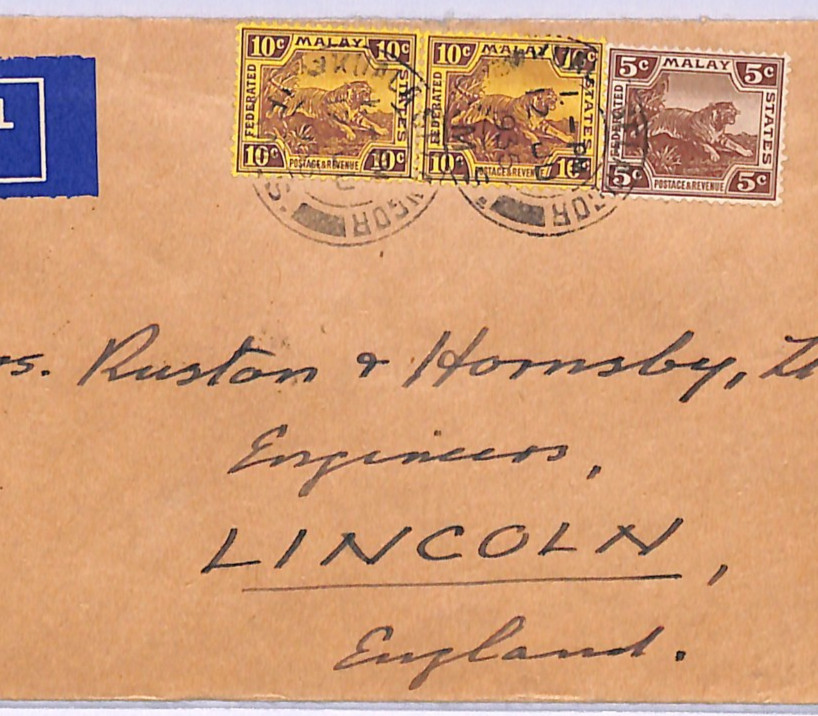 L
10c MALAY 10c
FEDERATED STATES
10c POSTAGE & REVENUE 10c
10c MALAY 10c
FEDERATED STATES
10c POSTAGE & REVENUE 10c
5c MALAY 5c
FEDERATED STATES
5c POSTAGE & REVENUE 5c
rs. Ruston & Hornsby,
Engineers,
LINCOLN,
England.